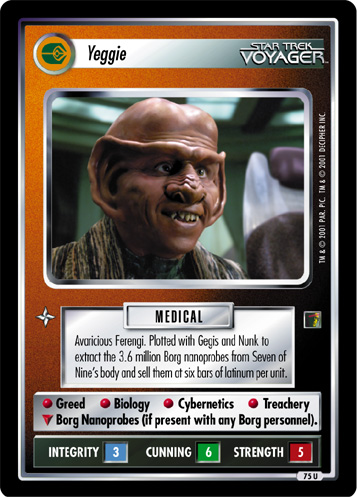 Yeggie
STAR TREK
VOYAGER
TM & © 2001 PAR. PIC. TM & © 2001 DECIPHER INC.
MEDICAL
Avaricious Ferengi. Plotted with Gegis and Nunk to
extract the 3.6 million Borg nanoprobes from Seven of
Nine's body and sell them at six bars of latinum per unit.
Greed Biology Cybernetics Treachery
Borg Nanoprobes (if present with any Borg personnel).
INTEGRITY 3 CUNNING 6 STRENGTH 5
75 U